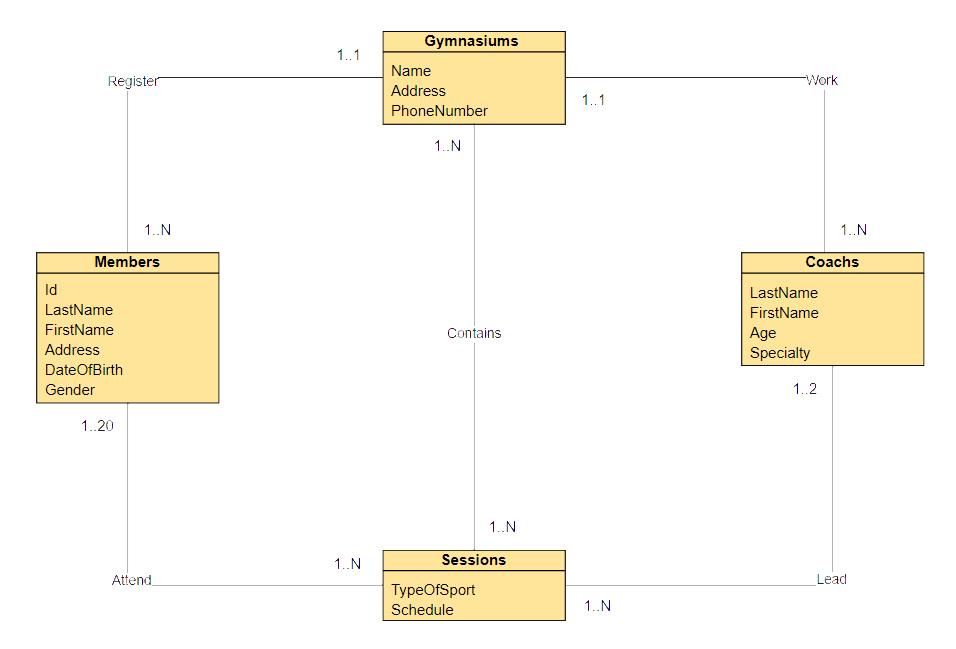 Gymnasiums
1..1
Name
Register
Work
Address
1..1
PhoneNumber
1..N
1..N
1..N
Members
Coachs
Id
LastName
LastName
FirstName
FirstName
Address
Age
Contains
DateOfBirth
Specialty
Gender
1..2
1..20
1..N
Sessions
1..N
Attend
Lead
TypeOfSport
1..N
Schedule